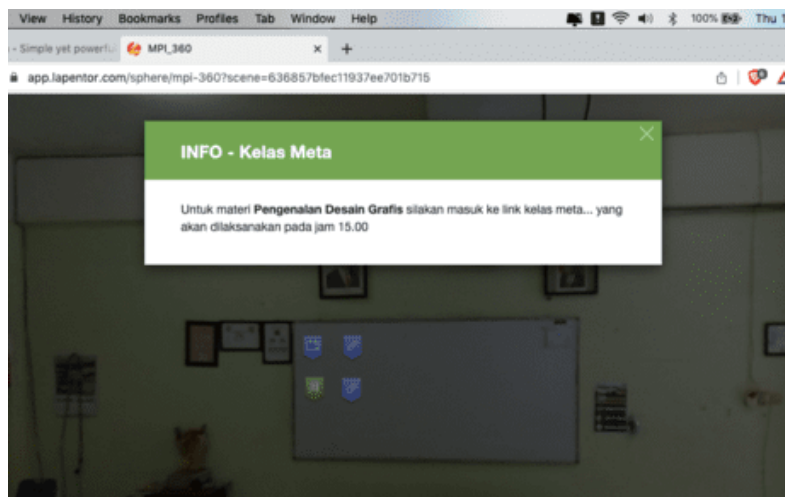 View History Bookmarks Profiles Tab Window Help 100% Thu
- Simple yet powerful MPI_360
app.lapentor.com/sphere/mpi-360?scene=636857bfec11937ee701b715
INFO - Kelas Meta
Untuk materi Pengenalan Desain Grafis silakan masuk ke link kelas meta... yang
akan dilaksanakan pada jam 15.00